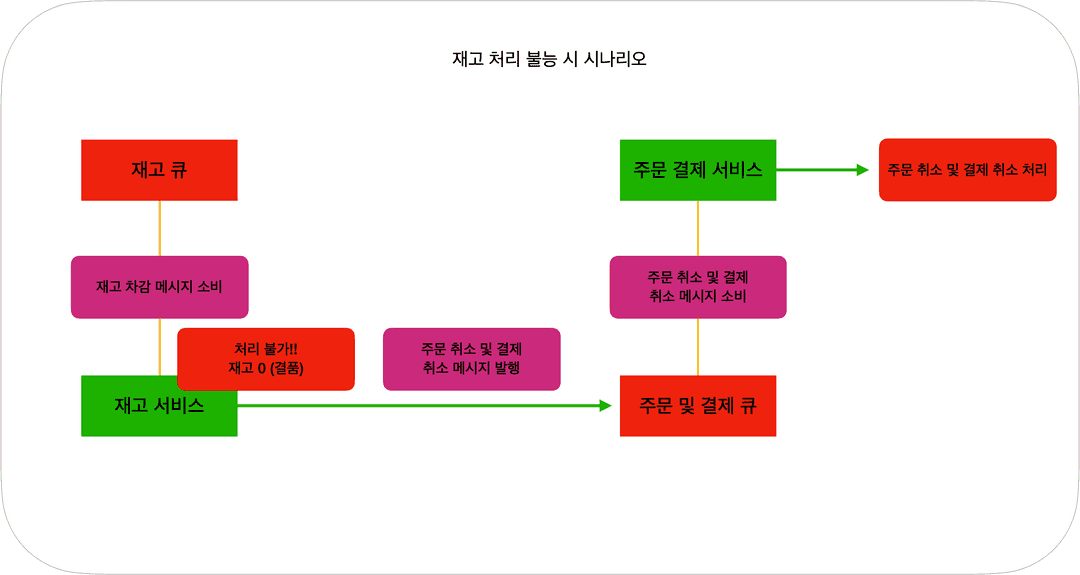 재고 처리 불능 시 시나리오
재고 큐
주문 결제 서비스
주문 취소 및 결제 취소 처리
재고 차감 메시지 소비
주문 취소 및 결제
취소 메시지 소비
처리 불가!!
재고 0 (결품)
주문 취소 및 결제
취소 메시지 발행
재고 서비스
주문 및 결제 큐